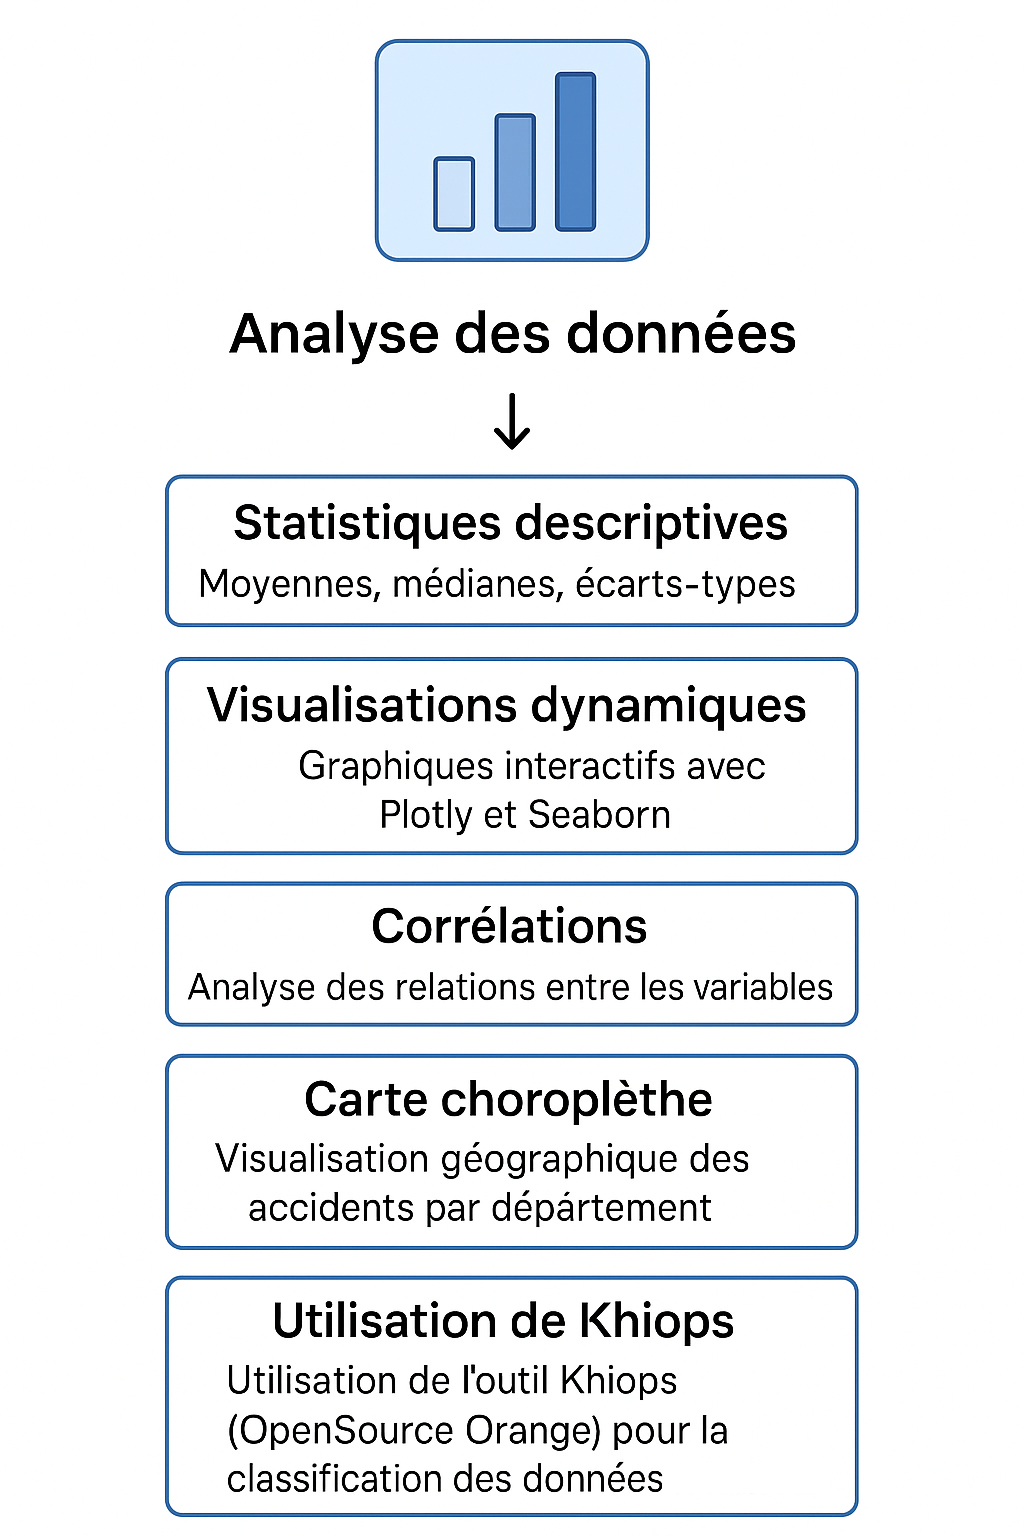 Analyse des données
Statistiques descriptives
Moyennes, médianes, écarts-types
Visualisations dynamiques
Graphiques interactifs avec
Plotly et Seaborn
Corrélations
Analyse des relations entre les variables
Carte choroplèthe
Visualisation géographique des
accidents par dépártement
Utilisation de Khiops
Utilisation de l'outil Khiops
(OpenSource Orange) pour la
classification des données